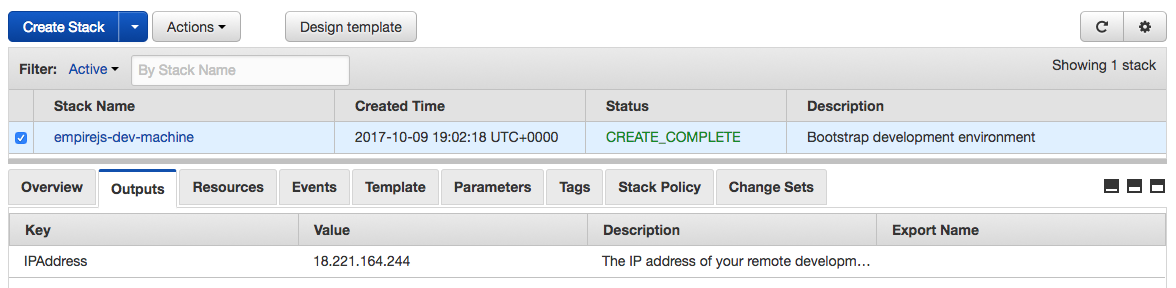 Create Stack Actions Design template
Filter: Active By Stack Name Showing 1 stack
Stack Name Created Time Status Description
empirejs-dev-machine 2017-10-09 19:02:18 UTC+0000 CREATE_COMPLETE Bootstrap development environment
Overview Outputs Resources Events Template Parameters Tags Stack Policy Change Sets
Key Value Description Export Name
IPAddress 18.221.164.244 The IP address of your remote developm…